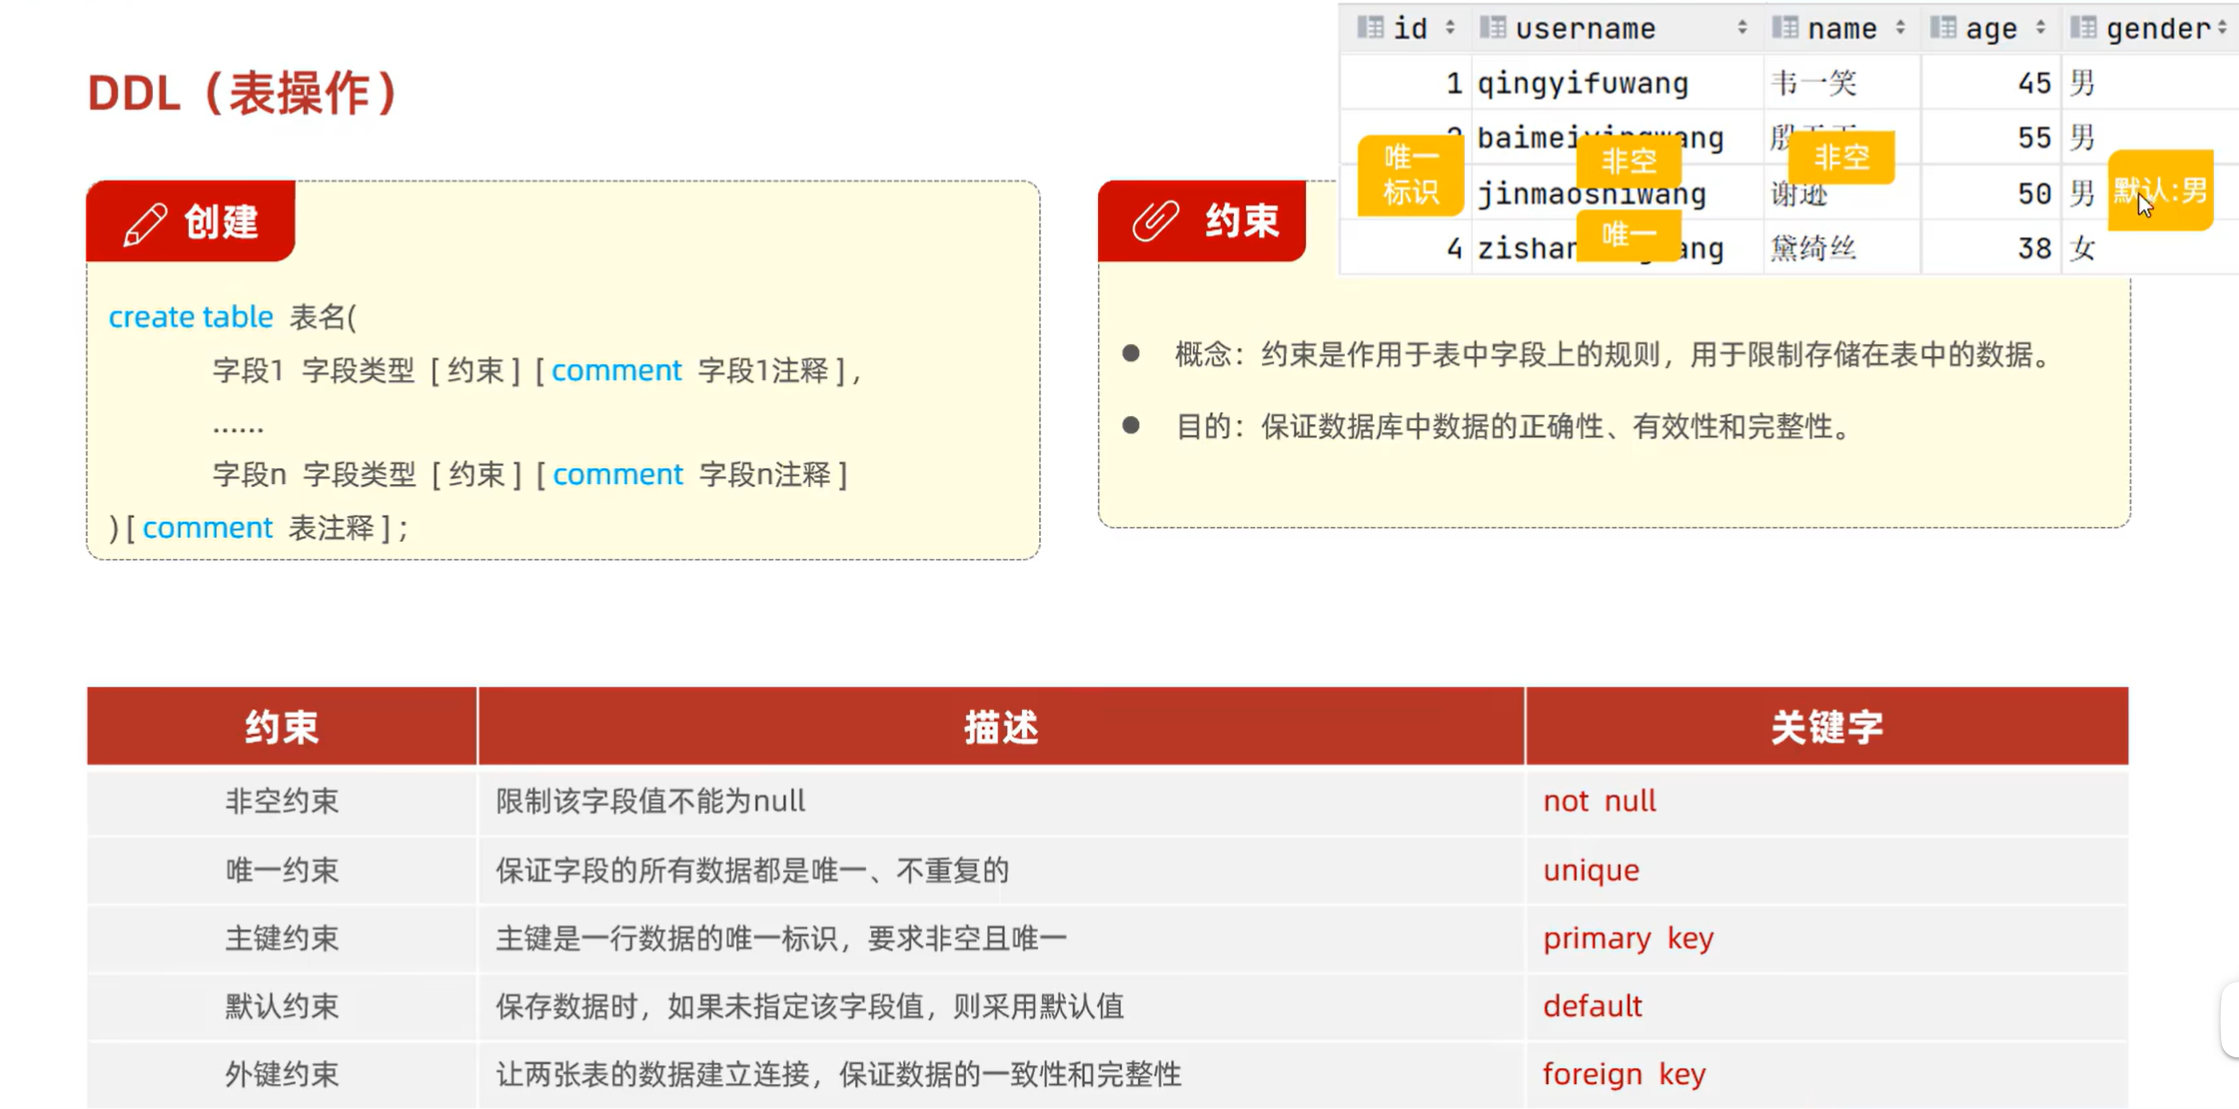 DDL（表操作）
id username name age gender
1 qingyifuwang 韦一笑 45 男
55 男
谢逊 50 男
4 黛绮丝 38 女
唯一
标识
非空
唯一
非空
默认:男
创建
create table 表名(
字段1 字段类型 [ 约束 ] [ comment 字段1注释 ] ,
......
字段n 字段类型 [ 约束 ] [ comment 字段n注释 ]
) [ comment 表注释 ] ;
约束
概念：约束是作用于表中字段上的规则，用于限制存储在表中的数据。
目的：保证数据库中数据的正确性、有效性和完整性。
约束 描述 关键字
非空约束 限制该字段值不能为null not null
唯一约束 保证字段的所有数据都是唯一、不重复的 unique
主键约束 主键是一行数据的唯一标识，要求非空且唯一 primary key
默认约束 保存数据时，如果未指定该字段值，则采用默认值 default
外键约束 让两张表的数据建立连接，保证数据的一致性和完整性 foreign key